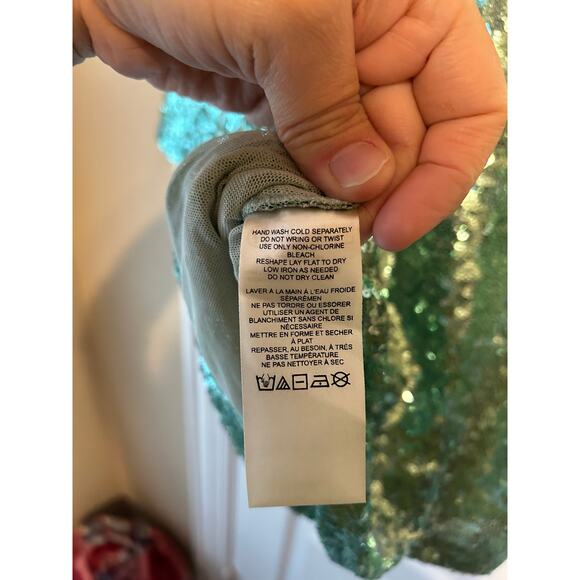 HAND WASH COLD SEPARATELY
DO NOT WRING OR TWIST
USE ONLY NON-CHLORINE
BLEACH
RESHAPE LAY FLAT TO DRY
LOW IRON AS NEEDED
DO NOT DRY CLEAN
LAVER À LA MAIN À L'EAU FROIDE
SÉPARÉMEN
NE PAS TORDRE OU ESSORER
UTILISER UN AGENT DE
BLANCHIMENT SANS CHLORE SI
NÉCESSAIRE
METTRE EN FORME ET SECHER
À PLAT
REPASSER, AU BESOIN, À TRÉS
BASSE TEMPÉRATURE
NE PAS NETTOYER À SEC